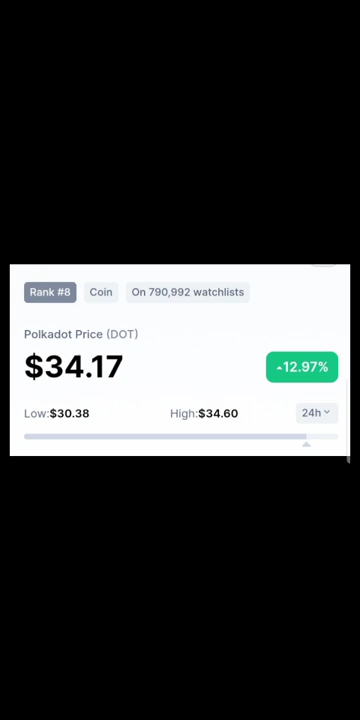 Rank #8 Coin On 790,992 watchlists
Polkadot Price (DOT)
$34.17 12.97%
Low:$30.38 High:$34.60 24h